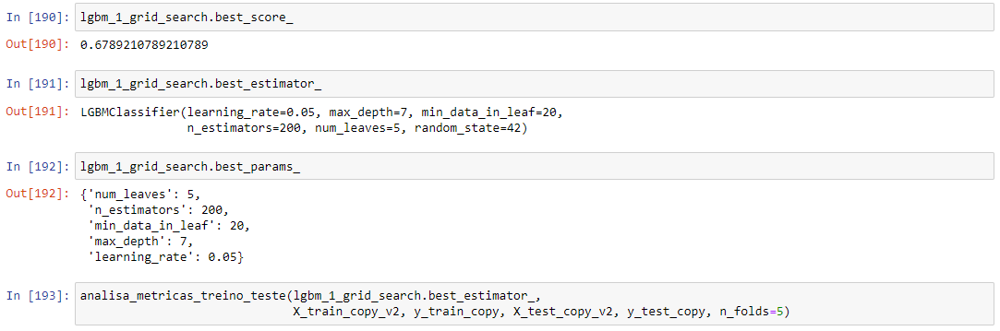 In [190]: lgbm_1_grid_search.best_score_
Out[190]: 0.6789210789210789
In [191]: lgbm_1_grid_search.best_estimator_
Out[191]: LGBMClassifier(learning_rate=0.05, max_depth=7, min_data_in_leaf=20,
n_estimators=200, num_leaves=5, random_state=42)
In [192]: lgbm_1_grid_search.best_params_
Out[192]: {'num_leaves': 5,
'n_estimators': 200,
'min_data_in_leaf': 20,
'max_depth': 7,
'learning_rate': 0.05}
In [193]: analisa_metricas_treino_teste(lgbm_1_grid_search.best_estimator_,
X_train_copy_v2, y_train_copy, X_test_copy_v2, y_test_copy, n_folds=5)